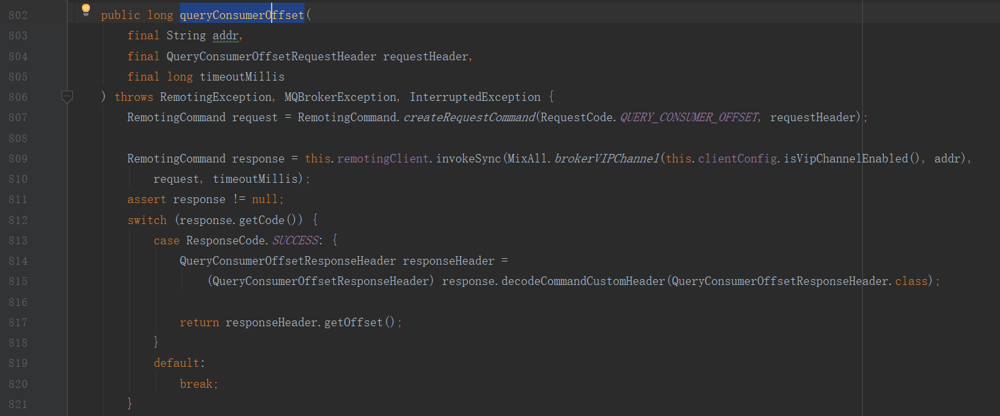 802 public long queryConsumerOffset(
803 final String addr,
804 final QueryConsumerOffsetRequestHeader requestHeader,
805 final long timeoutMillis
806 ) throws RemotingException, MQBrokerException, InterruptedException {
807 RemotingCommand request = RemotingCommand.createRequestCommand(RequestCode.QUERY_CONSUMER_OFFSET, requestHeader);
808
809 RemotingCommand response = this.remotingClient.invokeSync(MixAll.brokerVIPChannel(this.clientConfig.isVipChannelEnabled(), addr),
810 request, timeoutMillis);
811 assert response != null;
812 switch (response.getCode()) {
813 case ResponseCode.SUCCESS: {
814 QueryConsumerOffsetResponseHeader responseHeader =
815 (QueryConsumerOffsetResponseHeader) response.decodeCommandCustomHeader(QueryConsumerOffsetResponseHeader.class);
816
817 return responseHeader.getOffset();
818 }
819 default:
820 break;
821 }